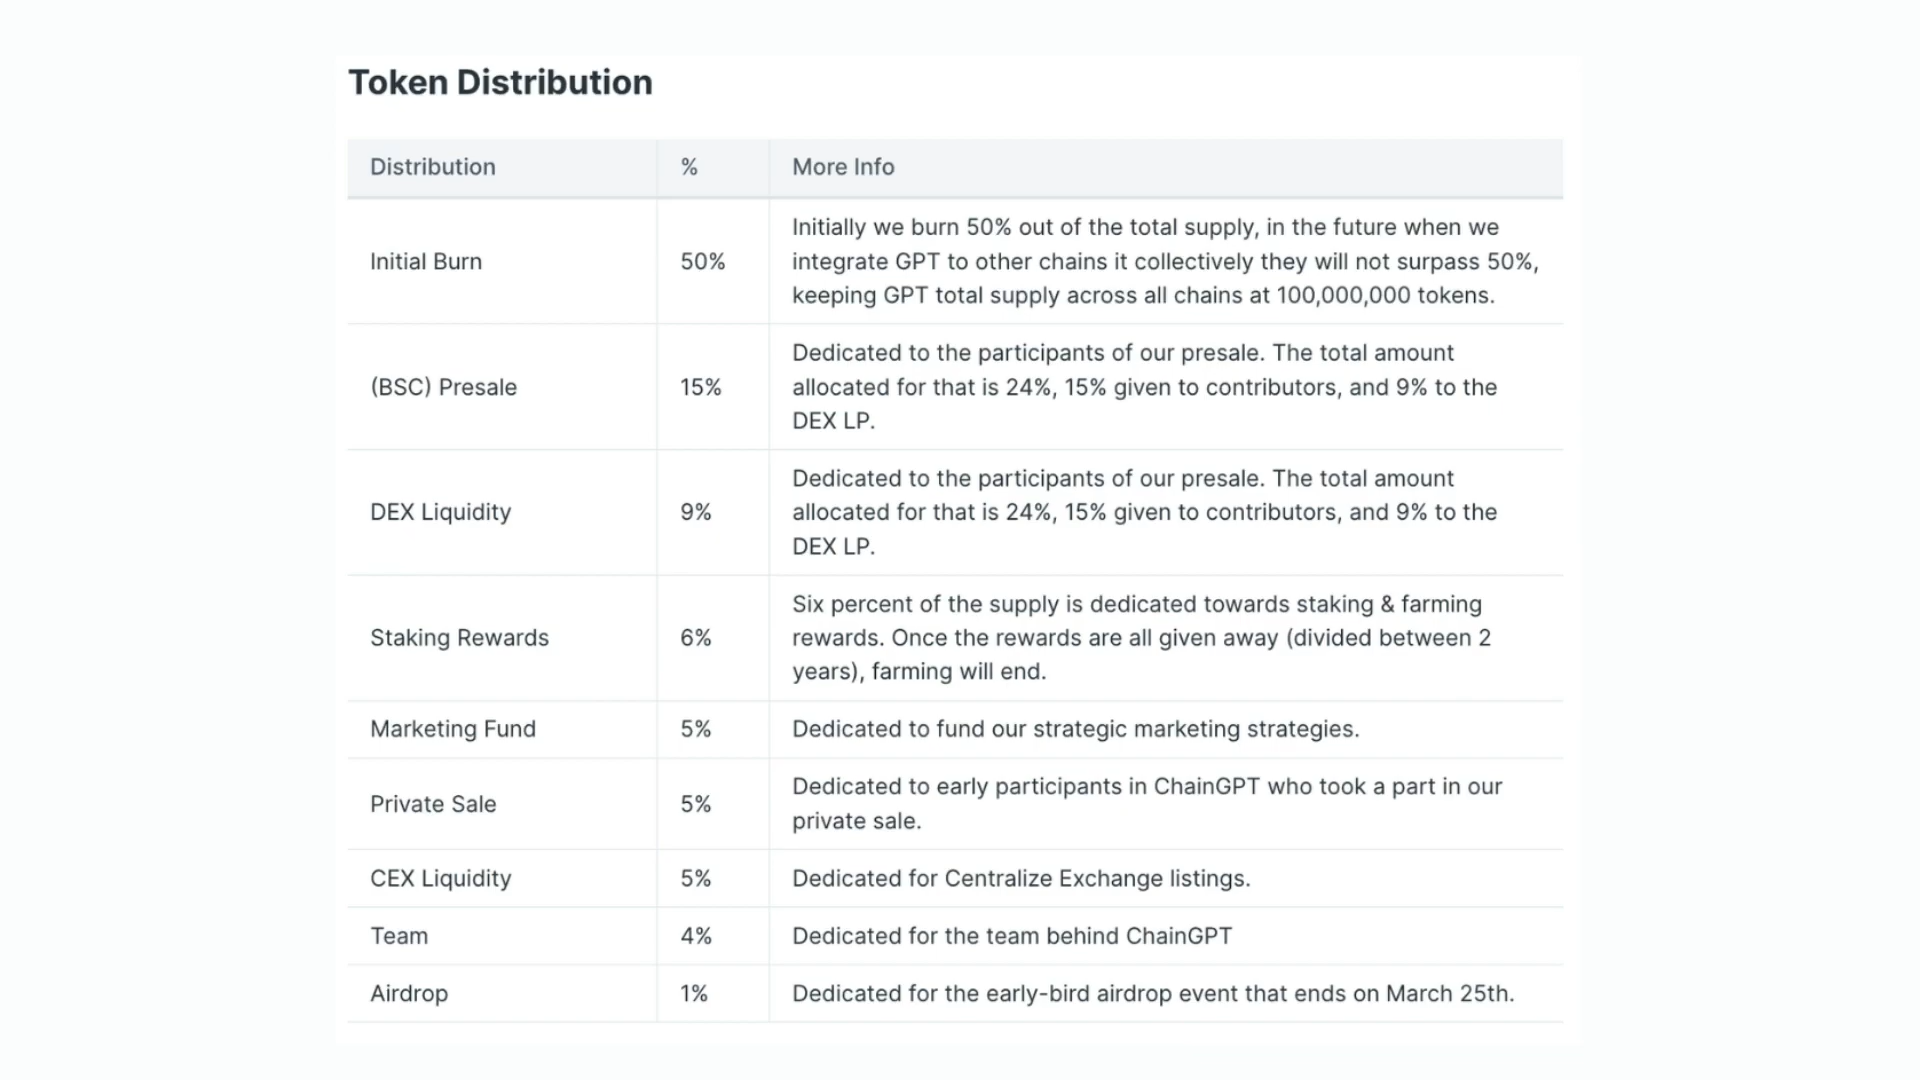 Token Distribution
Distribution % More Info
Initial Burn 50% Initially we burn 50% out of the total supply, in the future when we
integrate GPT to other chains it collectively they will not surpass 50%,
keeping GPT total supply across all chains at 100,000,000 tokens.
(BSC) Presale 15% Dedicated to the participants of our presale. The total amount
allocated for that is 24%, 15% given to contributors, and 9% to the
DEX LP.
DEX Liquidity 9% Dedicated to the participants of our presale. The total amount
allocated for that is 24%, 15% given to contributors, and 9% to the
DEX LP.
Staking Rewards 6% Six percent of the supply is dedicated towards staking & farming
rewards. Once the rewards are all given away (divided between 2
years), farming will end.
Marketing Fund 5% Dedicated to fund our strategic marketing strategies.
Private Sale 5% Dedicated to early participants in ChainGPT who took a part in our
private sale.
CEX Liquidity 5% Dedicated for Centralize Exchange listings.
Team 4% Dedicated for the team behind ChainGPT
Airdrop 1% Dedicated for the early-bird airdrop event that ends on March 25th.